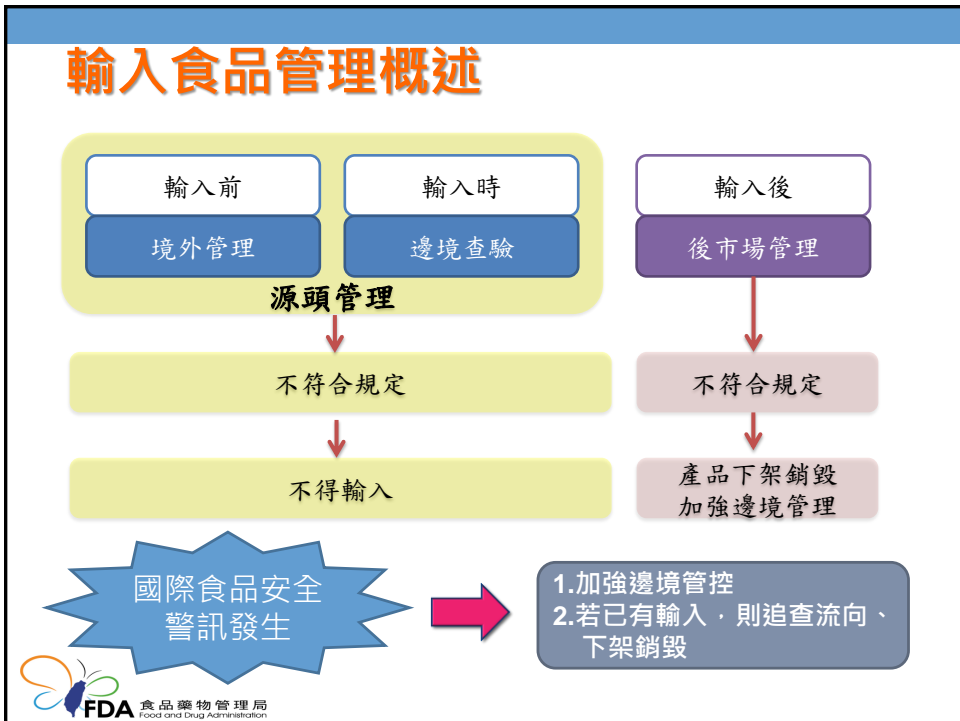 輸入食品管理概述
輸入前
輸入時
輸入後
境外管理
邊境查驗
後市場管理
源頭管理
不符合規定
不符合規定
不得輸入
產品下架銷毀
加強邊境管理
國際食品安全
警訊發生
1.加強邊境管控
2.若已有輸入，則追查流向、
下架銷毀
FDA 食品藥物管理局
Food and Drug Administration